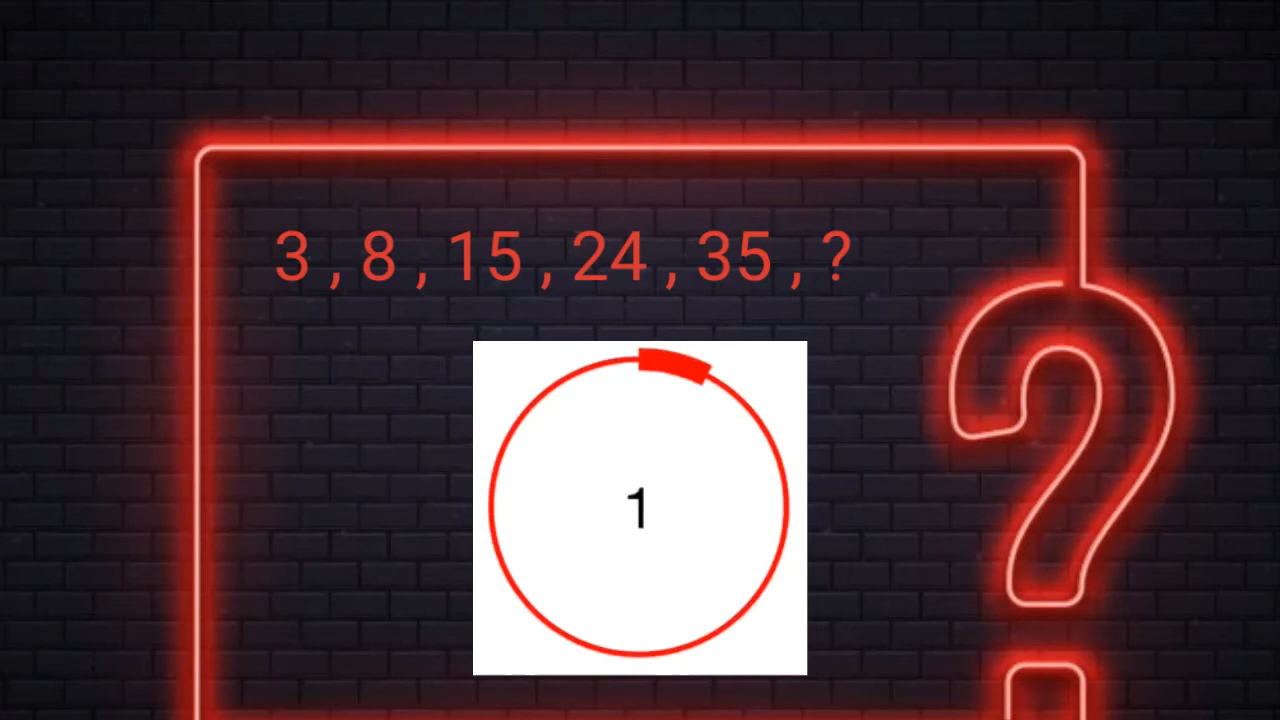 3 , 8 , 15 , 24 , 35 , ?
1